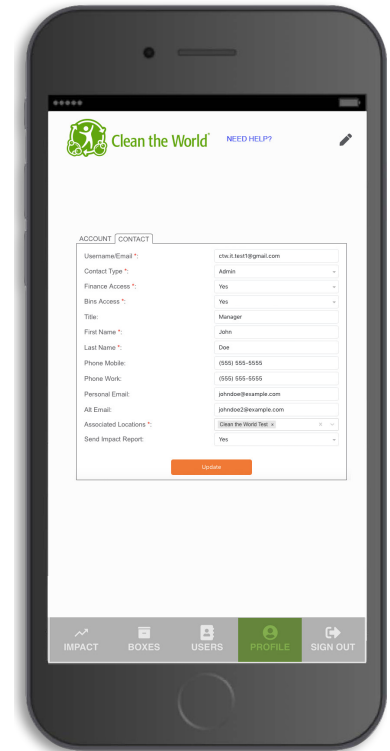 Clean the World®
NEED HELP?
ACCOUNT CONTACT
Username/Email *: ctw.it.test1@gmail.com
Contact Type *: Admin
Finance Access *: Yes
Bins Access *: Yes
Title: Manager
First Name *: John
Last Name *: Doe
Phone Mobile: (555) 555-5555
Phone Work: (555) 555-5555
Personal Email: johndoe@example.com
Alt Email: johndoe2@example.com
Associated Locations *: Clean the World Test ×
Send Impact Report: Yes
Update
IMPACT BOXES USERS PROFILE SIGN OUT